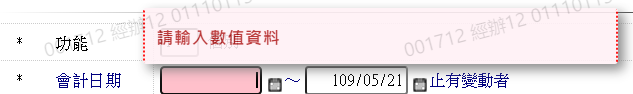 001712 經辦12 01110115
001712 經辦12 01110
請輸入數值資料
* 功能
* 會計日期 ～ 109/05/21 止有變動者